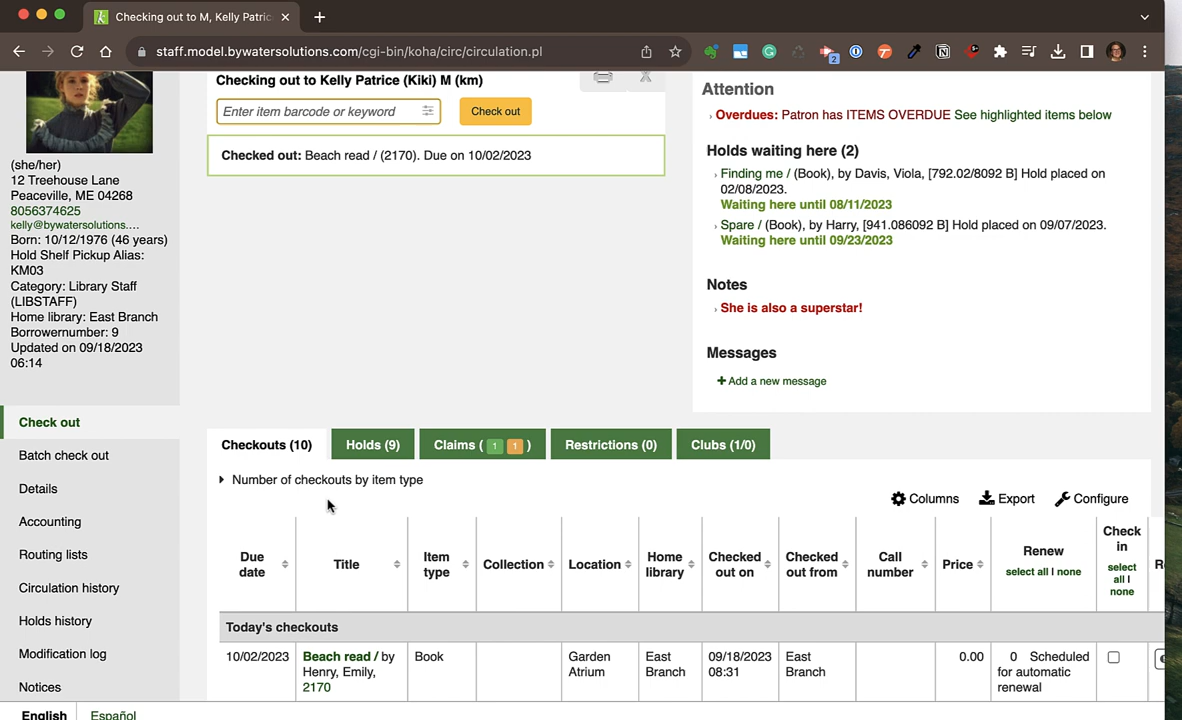 Checking out to M, Kelly Patric
staff.model.bywatersolutions.com/cgi-bin/koha/circ/circulation.pl
2
(she/her)
12 Treehouse Lane
Peaceville, ME 04268
8056374625
kelly@bywatersolutions....
Born: 10/12/1976 (46 years)
Hold Shelf Pickup Alias:
KM03
Category: Library Staff
(LIBSTAFF)
Home library: East Branch
Borrowernumber: 9
Updated on 09/18/2023
06:14
Check out
Batch check out
Details
Accounting
Routing lists
Circulation history
Holds history
Modification log
Notices
English
Español
Checking out to Kelly Patrice (Kiki) M (km)
Enter item barcode or keyword
Check out
Checked out: Beach read / (2170). Due on 10/02/2023
Attention
Overdues: Patron has ITEMS OVERDUE See highlighted items below
Holds waiting here (2)
Finding me / (Book), by Davis, Viola, [792.02/8092 B] Hold placed on
02/08/2023.
Waiting here until 08/11/2023
Spare / (Book), by Harry, [941.086092 B] Hold placed on 09/07/2023.
Waiting here until 09/23/2023
Notes
She is also a superstar!
Messages
Add a new message
Checkouts (10)
Holds (9)
Claims ( 1 1 )
Restrictions (0)
Clubs (1/0)
Number of checkouts by item type
Columns
Export
Configure
Due
date
Title
Item
type
Collection
Location
Home
library
Checked
out on
Checked
out from
Call
number
Price
Renew
select all | none
Check
in
select
all |
none
Today's checkouts
10/02/2023
Beach read / by
Henry, Emily,
2170
Book
Garden
Atrium
East
Branch
09/18/2023
08:31
East
Branch
0.00
0 Scheduled
for automatic
renewal